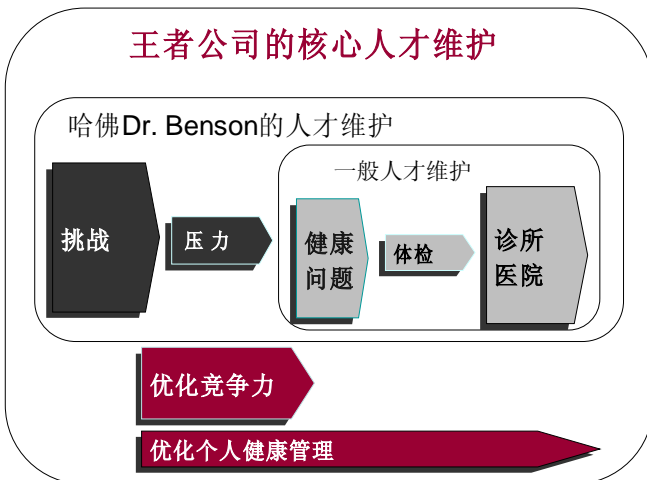 王者公司的核心人才维护
哈佛Dr. Benson的人才维护
一般人才维护
挑战
压 力
健康
问题
体检
诊所
医院
优化竞争力
优化个人健康管理